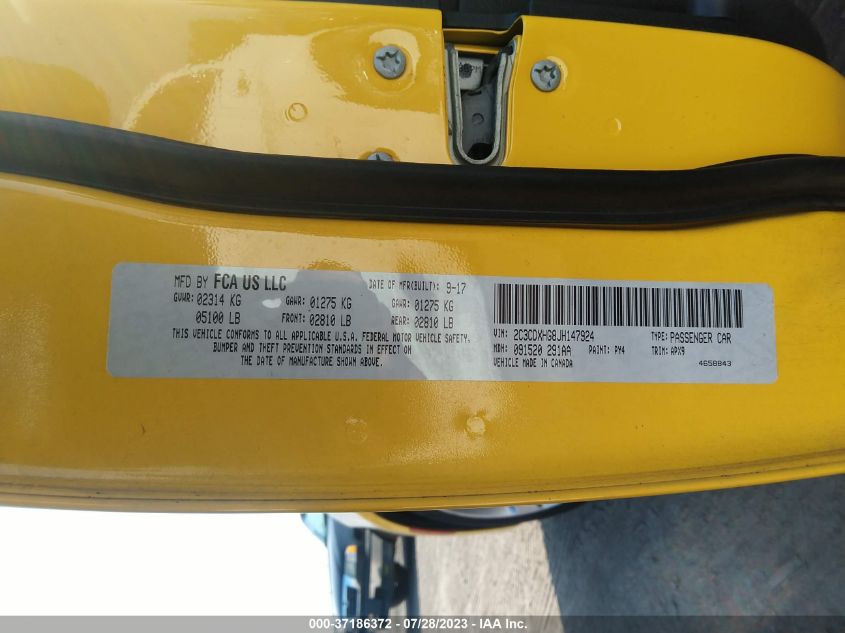 MFD BY FCA US LLC DATE OF MFR(BUILT): 9-17
GVWR: 02314 KG GAWR: 01275 KG GAWR: 01275 KG
05100 LB FRONT: 02810 LB REAR: 02810 LB
THIS VEHICLE CONFORMS TO ALL APPLICABLE U.S.A. FEDERAL MOTOR VEHICLE SAFETY,
BUMPER AND THEFT PREVENTION STANDARDS IN EFFECT ON
THE DATE OF MANUFACTURE SHOWN ABOVE.
VIN: 2C3CDXHG8JH147924 TYPE: PASSENGER CAR
MDH: 091520 291AA PAINT: PY4 TRIM: APX9
VEHICLE MADE IN CANADA 4658843
000-37186372 - 07/28/2023 - IAA Inc.